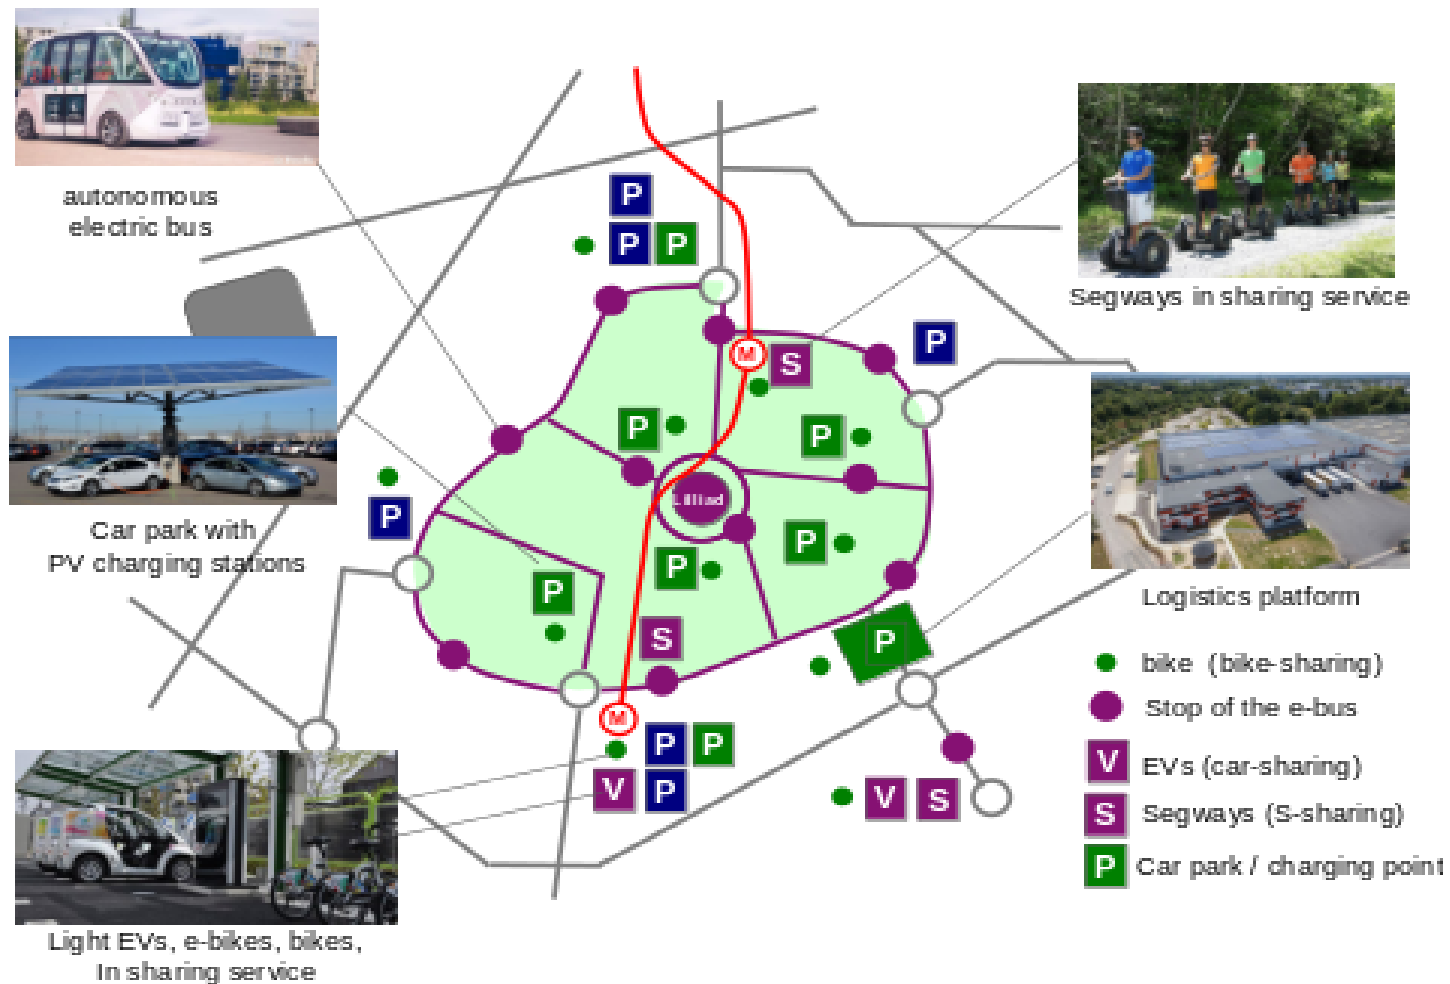 autonomous
electric bus
P
P P
Segways in sharing service
P
M
S
P
P
Lilliad
P
Car park with
PV charging stations
P
P
P
P
S
P
Logistics platform
bike (bike-sharing)
Stop of the e-bus
M
P P
V P
V S
V EVs (car-sharing)
S Segways (S-sharing)
P Car park / charging point
Light EVs, e-bikes, bikes,
In sharing service